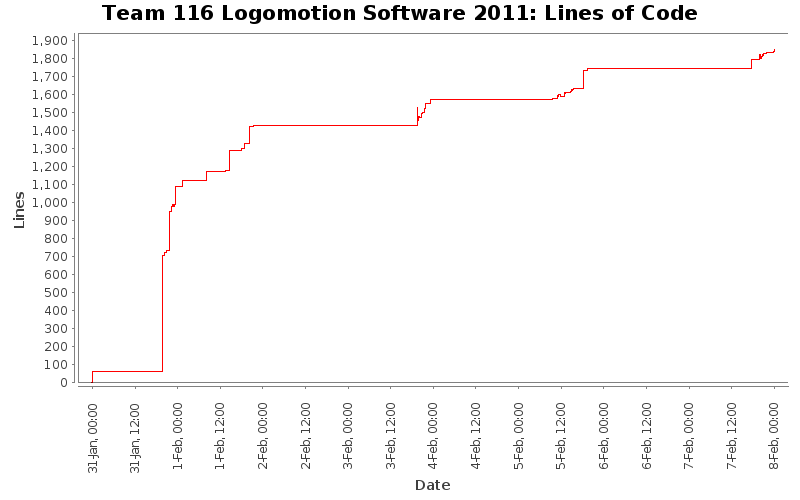 Team 116 Logomotion Software 2011: Lines of Code
1,900
1,800
1,700
1,600
1,500
1,400
1,300
1,200
1,100
1,000
900
800
700
600
500
400
300
200
100
0
Lines
31-Jan, 00:00
31-Jan, 12:00
1-Feb, 00:00
1-Feb, 12:00
2-Feb, 00:00
2-Feb, 12:00
3-Feb, 00:00
3-Feb, 12:00
4-Feb, 00:00
4-Feb, 12:00
5-Feb, 00:00
5-Feb, 12:00
6-Feb, 00:00
6-Feb, 12:00
7-Feb, 00:00
7-Feb, 12:00
8-Feb, 00:00
Date